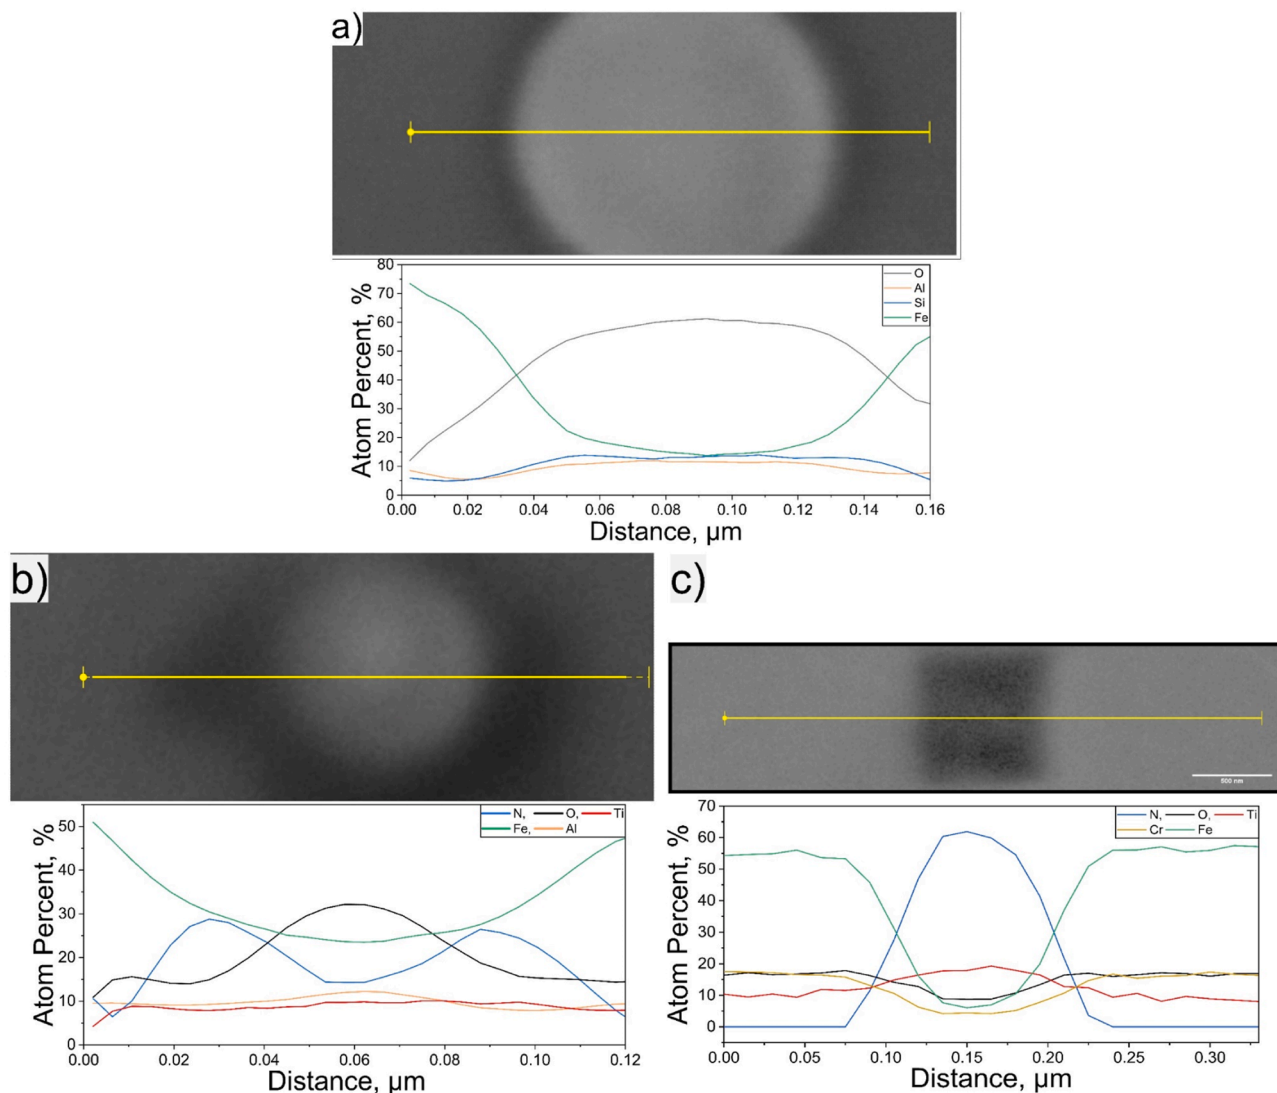 a)
80
70
60
50
40
30
20
10
0
O
Al
Si
Fe
Atom Percent, %
0.00 0.02 0.04 0.06 0.08 0.10 0.12 0.14 0.16
Distance, μm
b)
50
40
30
20
10
0
N, O, Ti
Fe, Al
Atom Percent, %
0.00 0.02 0.04 0.06 0.08 0.10 0.12
Distance, μm
c)
500 nm
70
60
50
40
30
20
10
0
N, O, Ti
Cr Fe
Atom Percent, %
0.00 0.05 0.10 0.15 0.20 0.25 0.30
Distance, μm